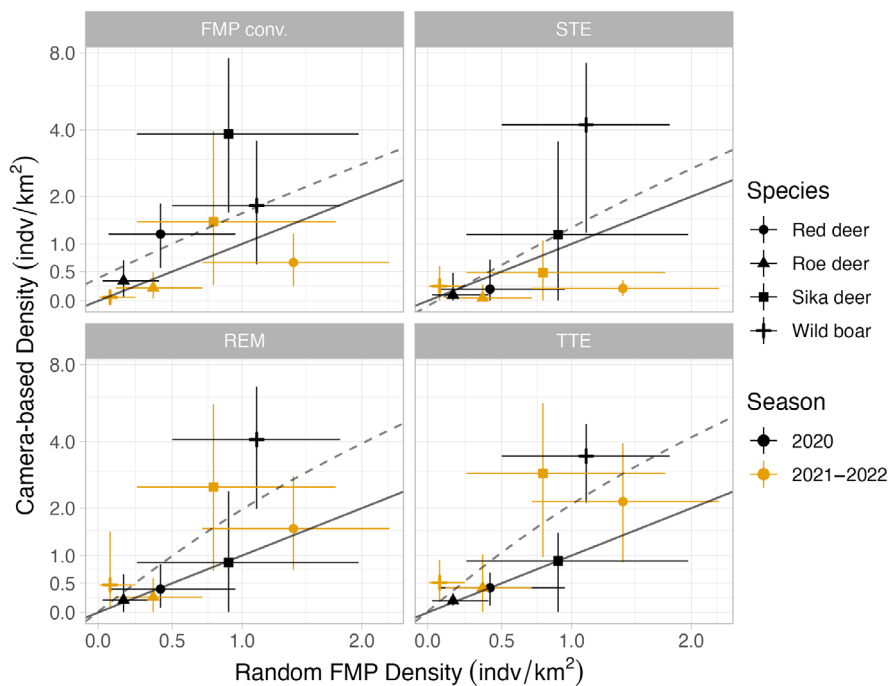 FMP conv.
STE
8.0
4.0
2.0
1.0
0.5
0.0
REM
TTE
8.0
4.0
2.0
1.0
0.5
0.0
0.0 0.5 1.0 2.0
0.0 0.5 1.0 2.0
Camera-based Density (indv/km²)
Random FMP Density (indv/km²)
Species
Red deer
Roe deer
Sika deer
Wild boar
Season
2020
2021−2022